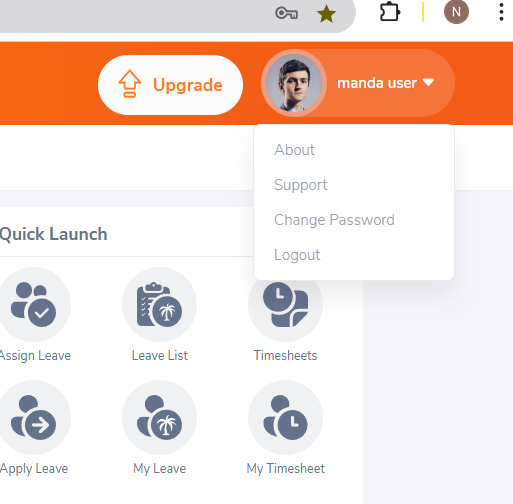 N
Upgrade
manda user
About
Support
Change Password
Logout
Quick Launch
Assign Leave
Leave List
Timesheets
Apply Leave
My Leave
My Timesheet